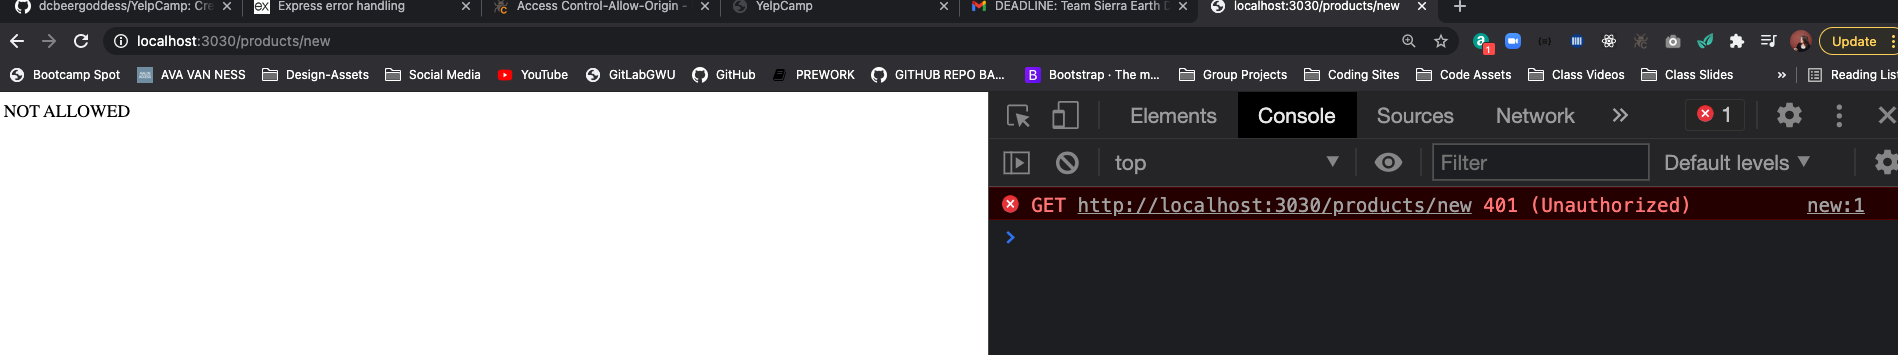 dcbeergoddess/YelpCamp: Cre
Express error handling
Access Control-Allow-Origin -
YelpCamp
DEADLINE: Team Sierra Earth D
localhost:3030/products/new
localhost:3030/products/new
1
Update
Bootcamp Spot
AVA VAN NESS
Design-Assets
Social Media
YouTube
GitLabGWU
GitHub
PREWORK
GITHUB REPO BA...
B Bootstrap · The m...
Group Projects
Coding Sites
Code Assets
Class Videos
Class Slides
»
Reading List
NOT ALLOWED
Elements Console Sources Network » 1
top Filter Default levels
GET http://localhost:3030/products/new 401 (Unauthorized) new:1